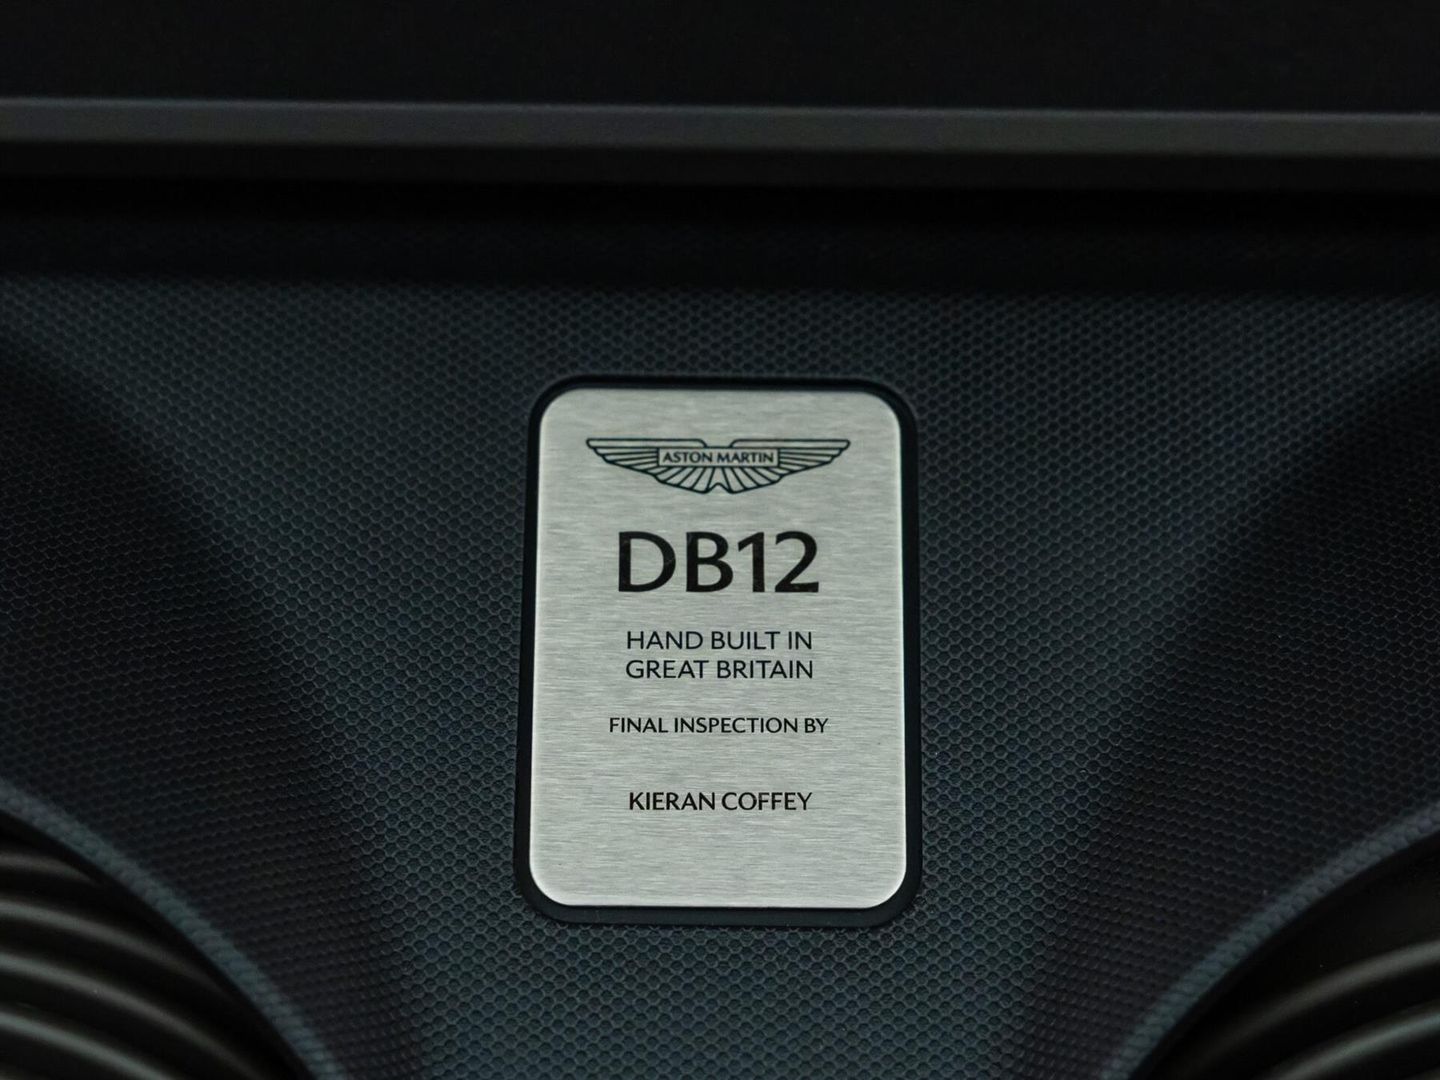 ASTON MARTIN
DB12
HAND BUILT IN
GREAT BRITAIN
FINAL INSPECTION BY
KIERAN COFFEY